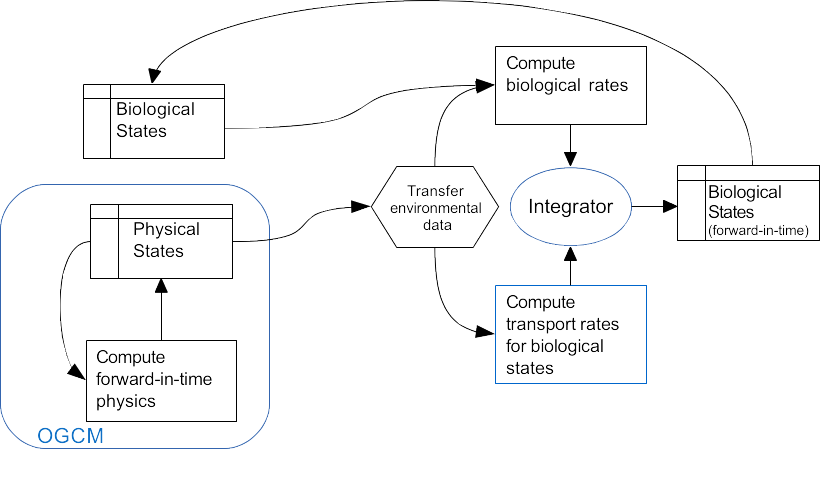 Compute
biological rates
Biological
States
Transfer
environmental
data
Integrator
Biological
States
(forward-in-time)
Physical
States
Compute
transport rates
for biological
states
Compute
forward-in-time
physics
OGCM